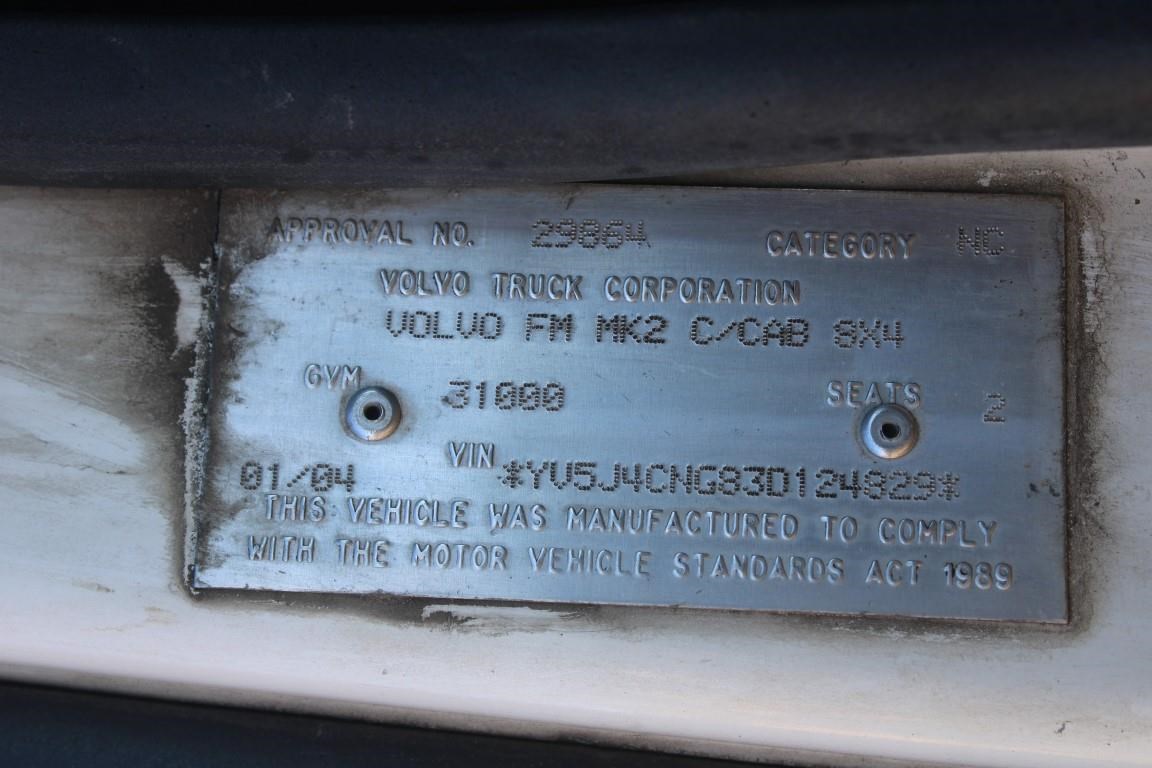 APPROVAL NO. 29864 CATEGORY NC
VOLVO TRUCK CORPORATION
VOLVO FM MK2 C/CAB 8X4
GVM 31000 SEATS 2
01/04 VIN *YV5J4CNG83D124829*
THIS VEHICLE WAS MANUFACTURED TO COMPLY
WITH THE MOTOR VEHICLE STANDARDS ACT 1989